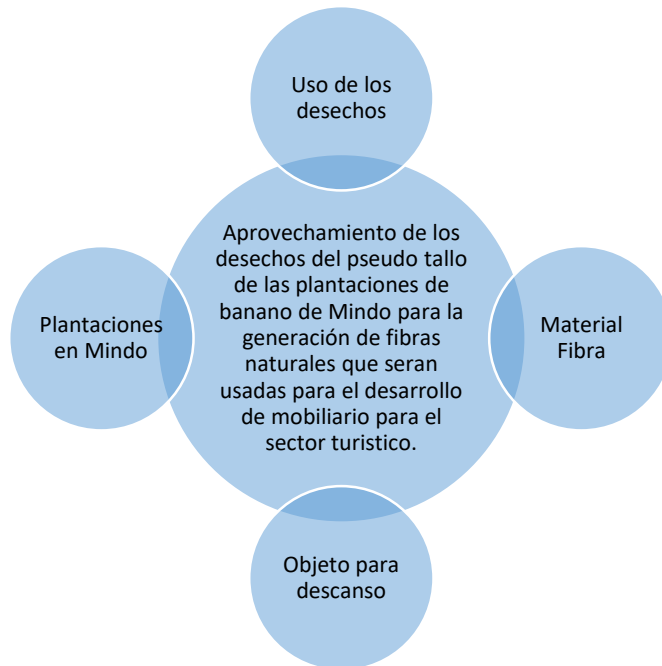 Uso de los
desechos
Aprovechamiento de los
desechos del pseudo tallo
de las plantaciones de
banano de Mindo para la
generación de fibras
naturales que seran
usadas para el desarrollo
de mobiliario para el
sector turistico.
Plantaciones
en Mindo
Material
Fibra
Objeto para
descanso